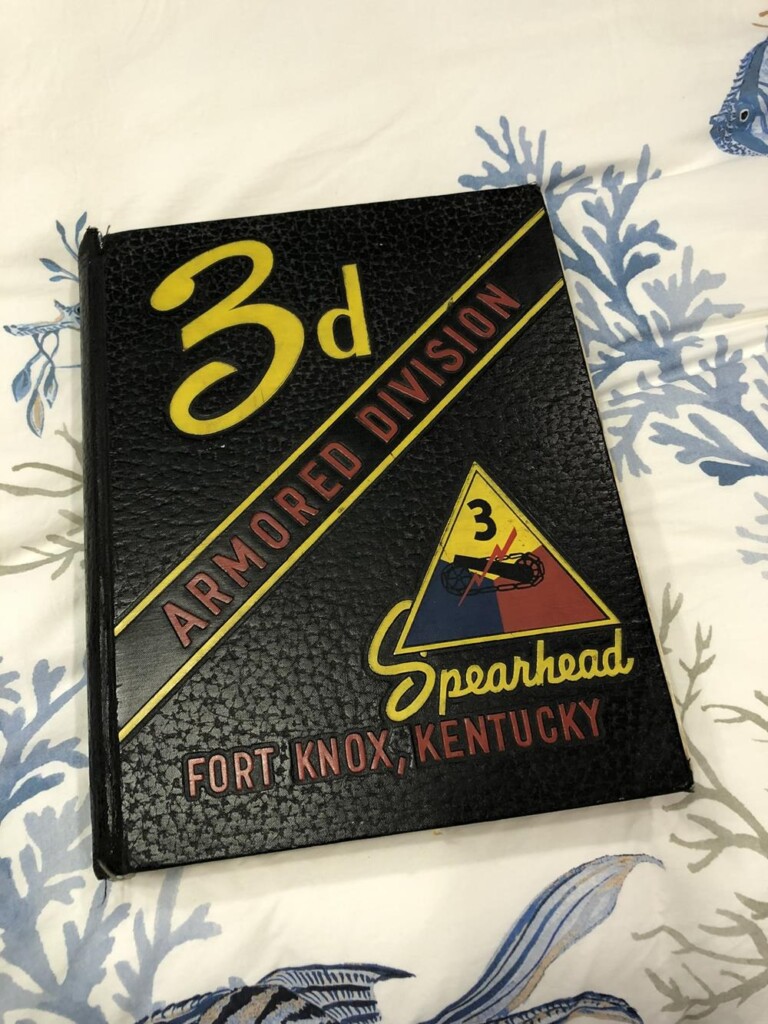 3d
ARMORED DIVISION
3
Spearhead
FORT KNOX, KENTUCKY